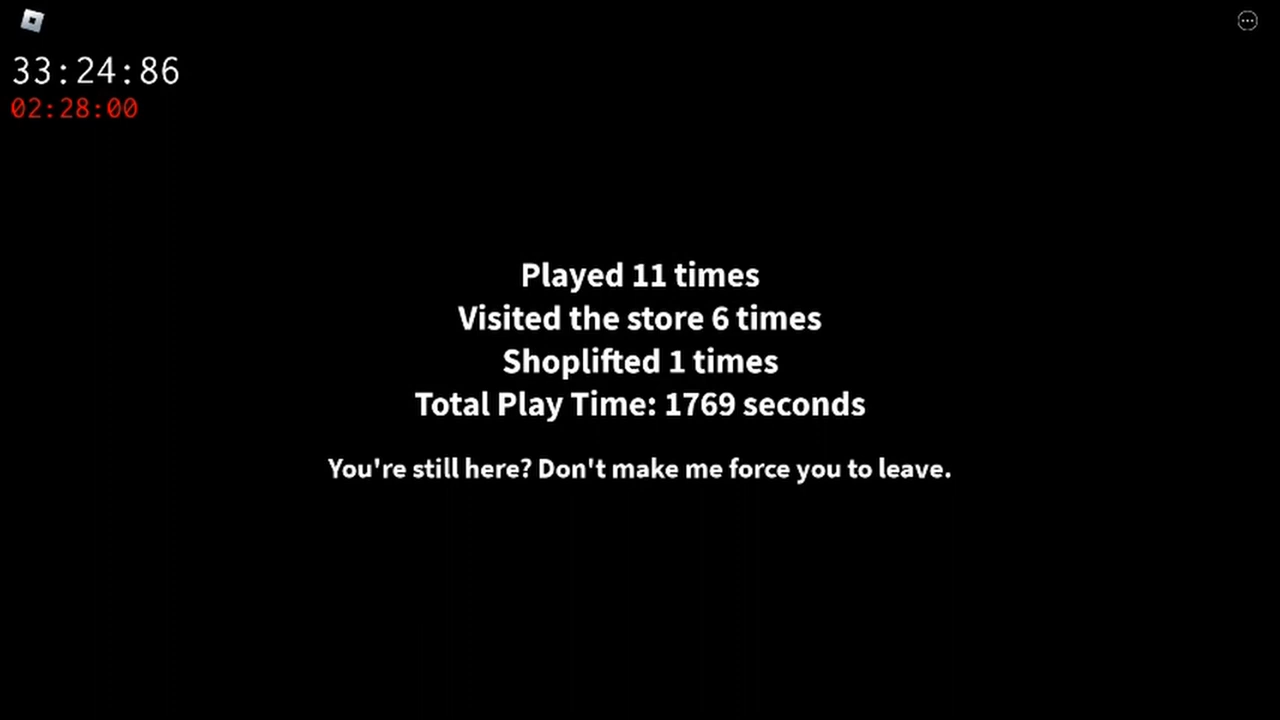 33:24:86
02:28:00
Played 11 times
Visited the store 6 times
Shoplifted 1 times
Total Play Time: 1769 seconds
You're still here? Don't make me force you to leave.